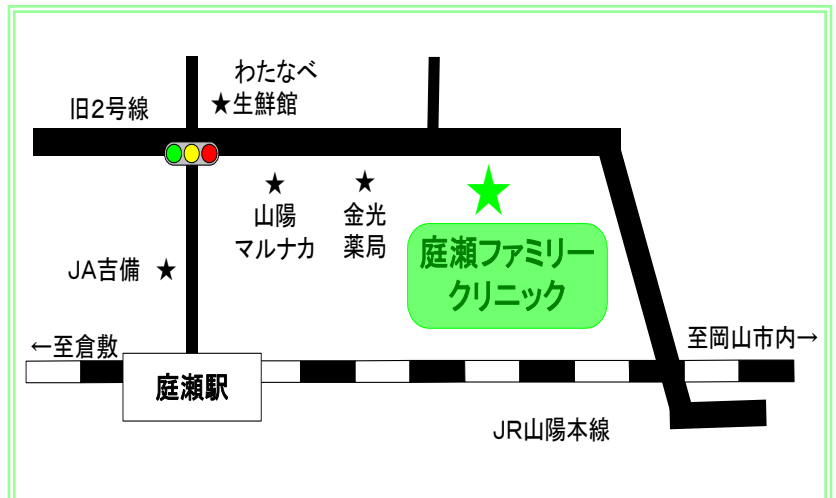 わたなべ
★生鮮館
旧2号線
★
山陽
マルナカ
★
金光
薬局
★
庭瀬ファミリー
クリニック
JA吉備 ★
←至倉敷
至岡山市内→
庭瀬駅
JR山陽本線